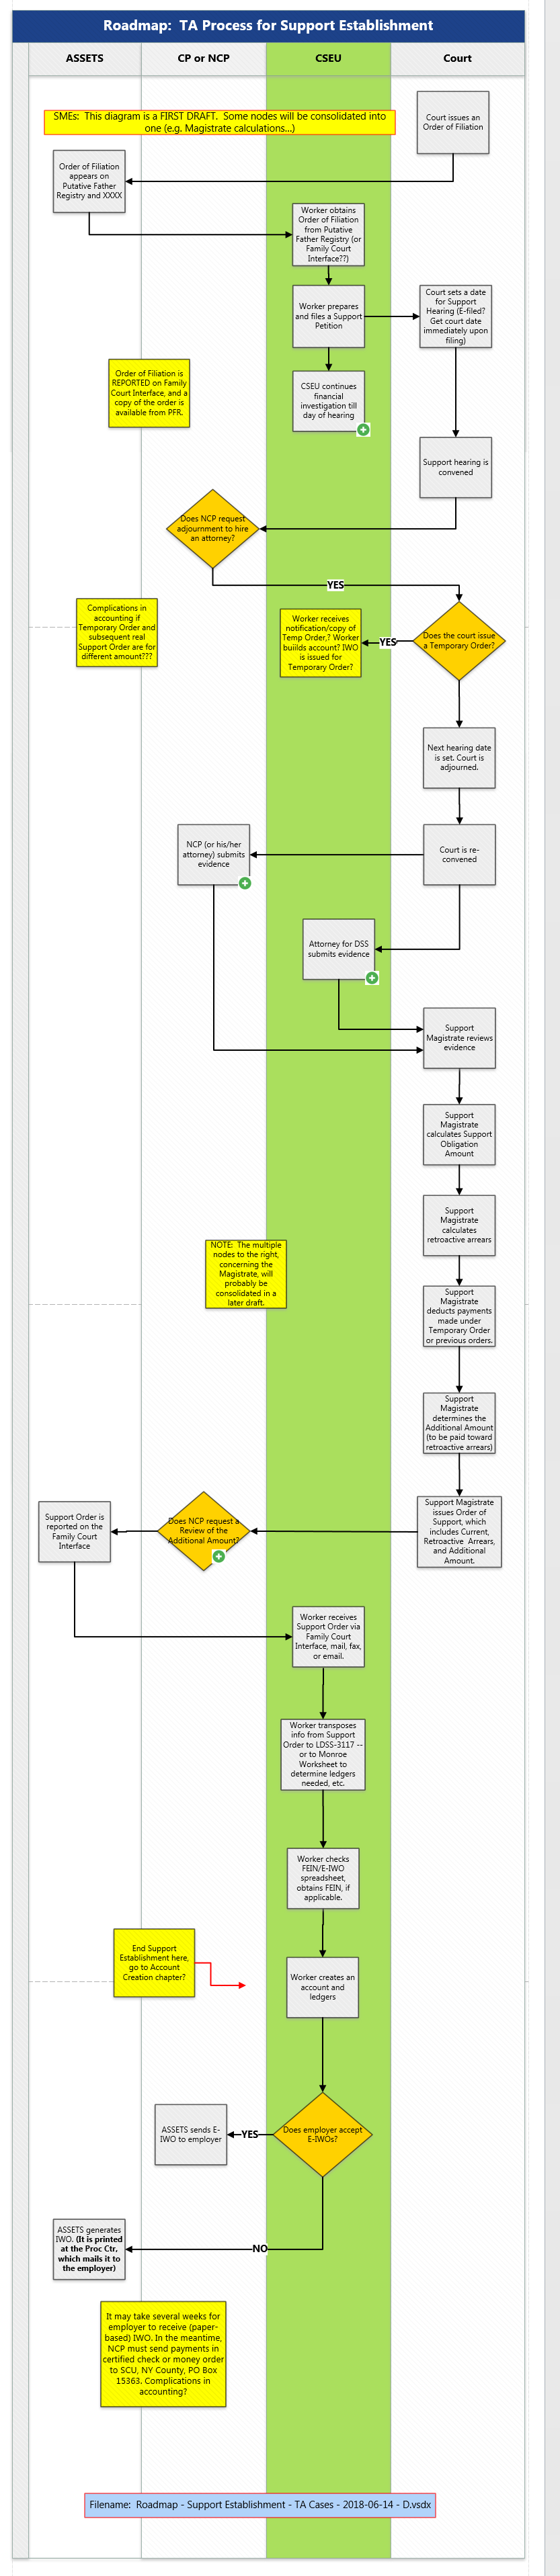 Roadmap:  TA Process for Support Establishment
ASSETS
CP or NCP
CSEU
Court
SMEs:  This diagram is a FIRST DRAFT.  Some nodes will be consolidated into
one (e.g. Magistrate calculations...)
Court issues an
Order of Filiation
Order of Filiation
appears on
Putative Father
Registry and XXXX
Worker obtains
Order of Filiation
from Putative
Father Registry (or
Family Court
Interface??)
Worker prepares
and files a Support
Petition
Court sets a date
for Support
Hearing (E-filed?
Get court date
immediately upon
filing)
Order of Filiation is
REPORTED on Family
Court Interface, and a
copy of the order is
available from PFR.
CSEU continues
financial
investigation till
day of hearing
Support hearing is
convened
Does NCP request
adjournment to hire
an attorney?
YES
Complications in
accounting if
Temporary Order and
subsequent real
Support Order are for
different amount???
Worker receives
notification/copy of
Temp Order,? Worker
buiilds account? IWO
is issued for
Temporary Order?
YES
Does the court issue
a Temporary Order?
Next hearing date
is set. Court is
adjourned.
NCP (or his/her
attorney) submits
evidence
Court is re-
convened
Attorney for DSS
submits evidence
Support
Magistrate reviews
evidence
Support
Magistrate
calculates Support
Obligation
Amount
Support
Magistrate
calculates
retroactive arrears
NOTE:  The multiple
nodes to the right,
concerning the
Magistrate, will
probably be
consolidated in a
later draft.
Support
Magistrate
deducts payments
made under
Temporary Order
or previous orders.
Support
Magistrate
determines the
Additional Amount
(to be paid toward
retroactive arrears)
Support Order is
reported on the
Family Court
Interface
Does NCP request a
Review of the
Additional Amount?
Support Magistrate
issues Order of
Support, which
includes Current,
Retroactive  Arrears,
and Additional
Amount.
Worker receives
Support Order via
Family Court
Interface, mail, fax,
or email.
Worker transposes
info from Support
Order to LDSS-3117 --
or to Monroe
Worksheet to
determine ledgers
needed, etc.
Worker checks
FEIN/E-IWO
spreadsheet,
obtains FEIN, if
applicable.
End Support
Establishment here,
go to Account
Creation chapter?
Worker creates an
account and
ledgers
ASSETS sends E-
IWO to employer
YES
Does employer accept
E-IWOs?
ASSETS generates
IWO. (It is printed
at the Proc Ctr,
which mails it to
the employer)
NO
It may take several weeks for
employer to receive (paper-
based) IWO. In the meantime,
NCP must send payments in
certified check or money order
to SCU, NY County, PO Box
15363. Complications in
accounting?
Filename:  Roadmap - Support Establishment - TA Cases - 2018-06-14 - D.vsdx